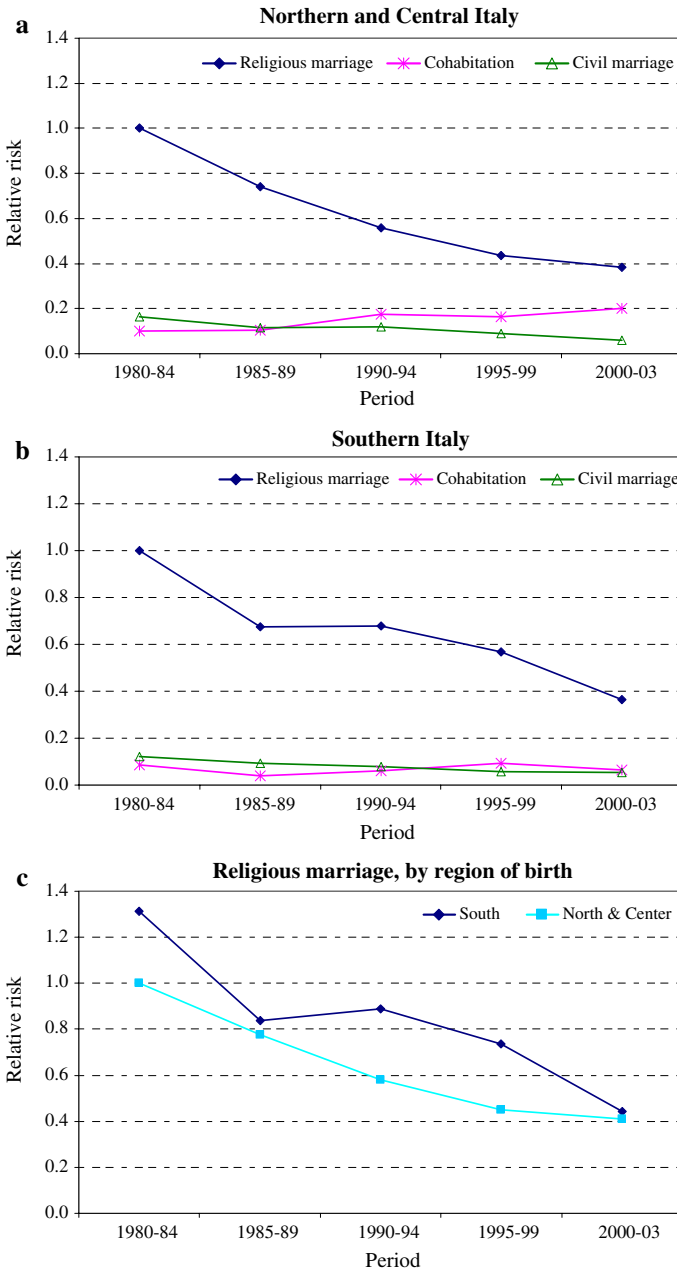 a
Northern and Central Italy
1.4
Religious marriage Cohabitation Civil marriage
1.2
1.0
0.8
0.6
0.4
0.2
0.0
Relative risk
1980-84 1985-89 1990-94 1995-99 2000-03
Period
b
Southern Italy
1.4
Religious marriage Cohabitation Civil marriage
1.2
1.0
0.8
0.6
0.4
0.2
0.0
Relative risk
1980-84 1985-89 1990-94 1995-99 2000-03
Period
c
Religious marriage, by region of birth
1.4
South North & Center
1.2
1.0
0.8
0.6
0.4
0.2
0.0
Relative risk
1980-84 1985-89 1990-94 1995-99 2000-03
Period